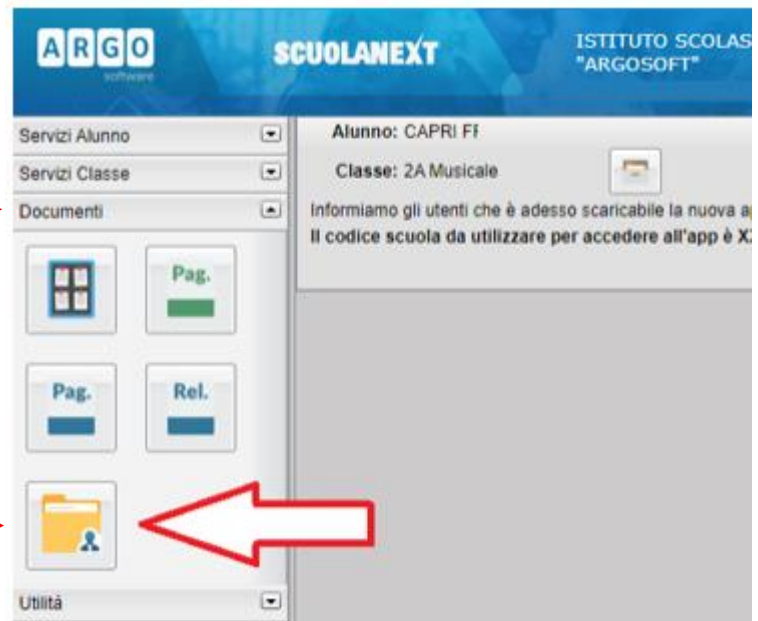 ARGO
software
SCUOLANEXT
ISTITUTO SCOLAS
"ARGOSOFT"
Servizi Alunno
Servizi Classe
Documenti
Pag.
Pag.
Rel.
Utilità
Alunno: CAPRI FF
Classe: 2A Musicale
Informiamo gli utenti che è adesso scaricabile la nuova a
Il codice scuola da utilizzare per accedere all'app è X